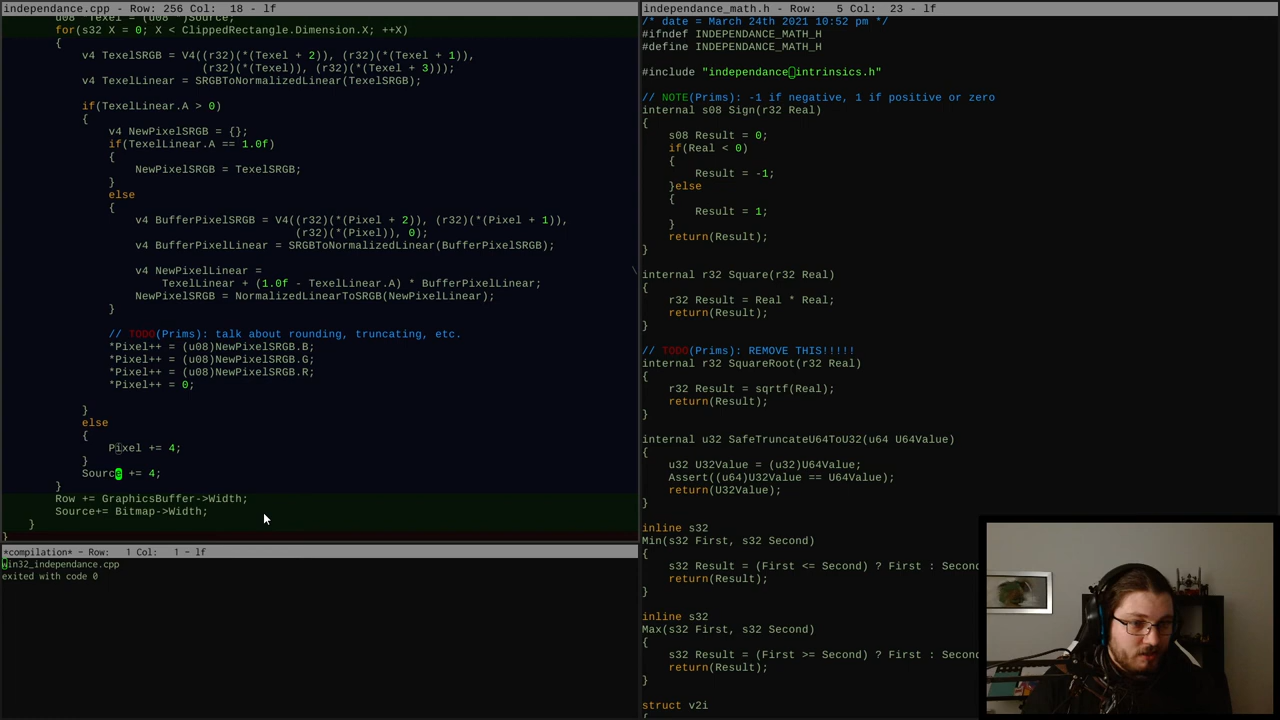 independance.cpp - Row: 256 Col:  18 - lf
u08 *Texel = (u08 *)Source;
for(s32 X = 0; X < ClippedRectangle.Dimension.X; ++X)
{
v4 TexelSRGB = V4((r32)(*(Texel + 2)), (r32)(*(Texel + 1)),
(r32)(*(Texel)), (r32)(*(Texel + 3)));
v4 TexelLinear = SRGBToNormalizedLinear(TexelSRGB);
if(TexelLinear.A > 0)
{
v4 NewPixelSRGB = {};
if(TexelLinear.A == 1.0f)
{
NewPixelSRGB = TexelSRGB;
}
else
{
v4 BufferPixelSRGB = V4((r32)(*(Pixel + 2)), (r32)(*(Pixel + 1)),
(r32)(*(Pixel)), 0);
v4 BufferPixelLinear = SRGBToNormalizedLinear(BufferPixelSRGB);
v4 NewPixelLinear =
\
TexelLinear + (1.0f - TexelLinear.A) * BufferPixelLinear;
NewPixelSRGB = NormalizedLinearToSRGB(NewPixelLinear);
}
// TODO(Prims): talk about rounding, truncating, etc.
*Pixel++ = (u08)NewPixelSRGB.B;
*Pixel++ = (u08)NewPixelSRGB.G;
*Pixel++ = (u08)NewPixelSRGB.R;
*Pixel++ = 0;
}
else
{
Pixel += 4;
}
Source += 4;
}
Row += GraphicsBuffer->Width;
Source+= Bitmap->Width;
}
}
*compilation* - Row:   1 Col:   1 - lf
win32_independance.cpp
exited with code 0
independance_math.h - Row:   5 Col:  23 - lf
/* date = March 24th 2021 10:52 pm */
#ifndef INDEPENDANCE_MATH_H
#define INDEPENDANCE_MATH_H
#include "independance_intrinsics.h"
// NOTE(Prims): -1 if negative, 1 if positive or zero
internal s08 Sign(r32 Real)
{
s08 Result = 0;
if(Real < 0)
{
Result = -1;
}else
{
Result = 1;
}
return(Result);
}
internal r32 Square(r32 Real)
{
r32 Result = Real * Real;
return(Result);
}
// TODO(Prims): REMOVE THIS!!!!!
internal r32 SquareRoot(r32 Real)
{
r32 Result = sqrtf(Real);
return(Result);
}
internal u32 SafeTruncateU64ToU32(u64 U64Value)
{
u32 U32Value = (u32)U64Value;
Assert((u64)U32Value == U64Value);
return(U32Value);
}
inline s32
Min(s32 First, s32 Second)
{
s32 Result = (First <= Second) ? First : Secon
return(Result);
}
inline s32
Max(s32 First, s32 Second)
{
s32 Result = (First >= Second) ? First : Secon
return(Result);
}
struct v2i